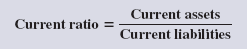 Current ratio = Current assets
Current liabilities